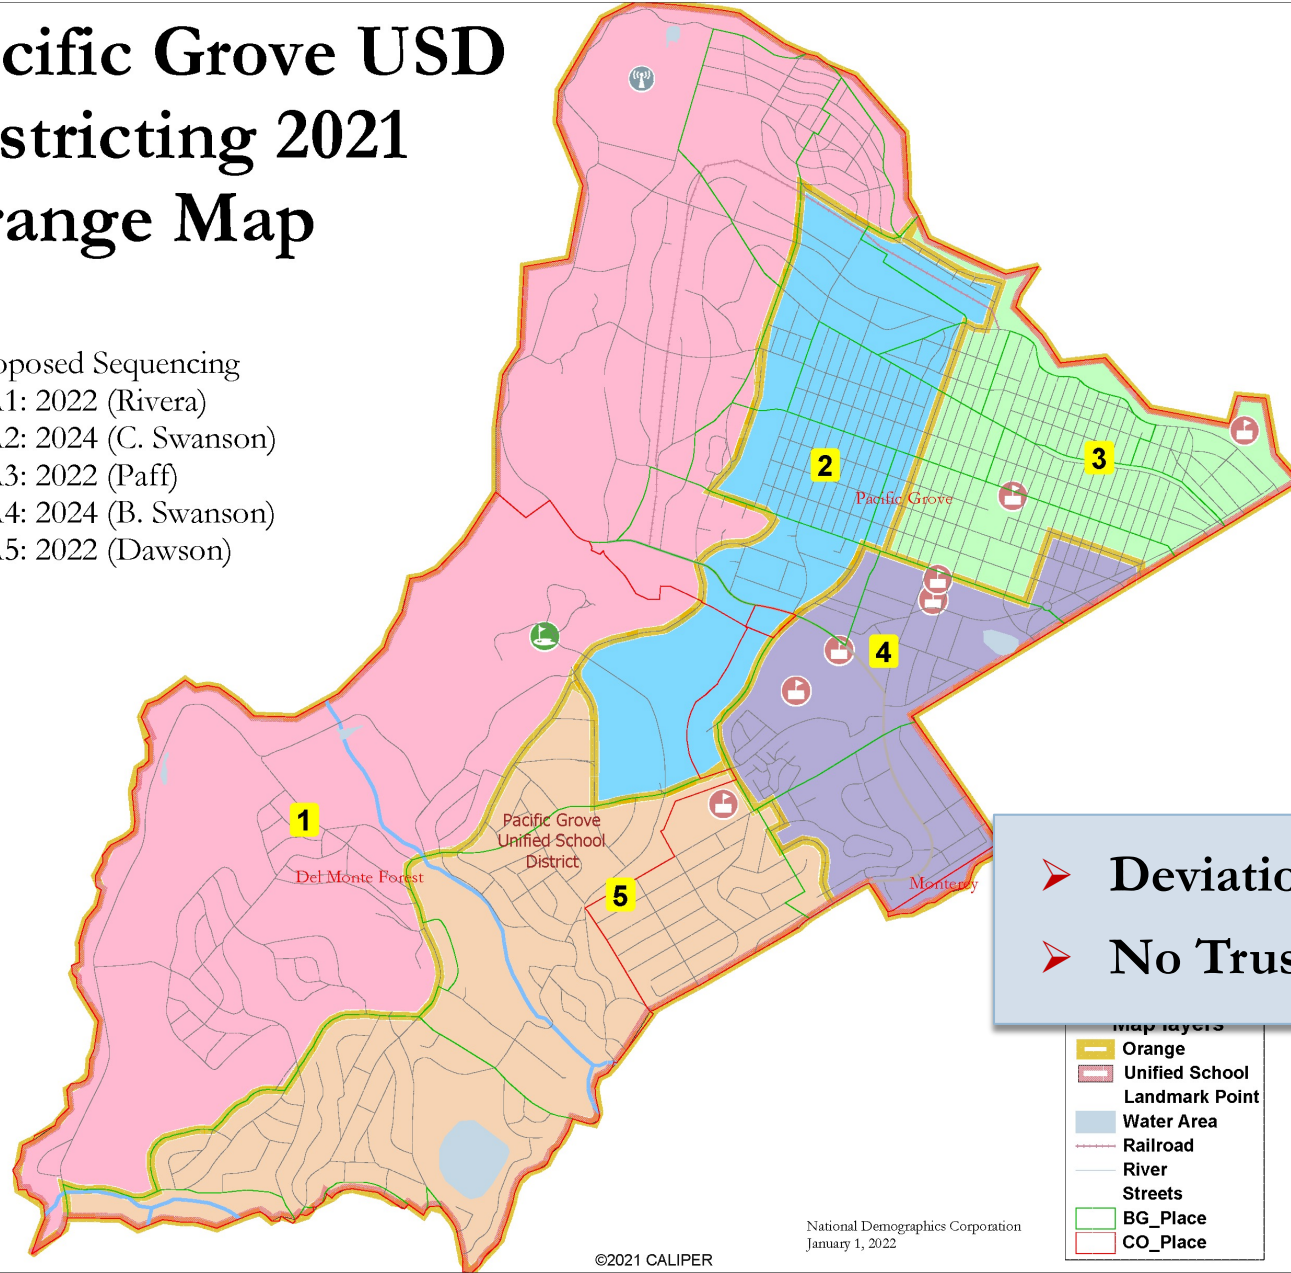 cific Grove USD
stricting 2021
range Map
posed Sequencing
1: 2022 (Rivera)
2: 2024 (C. Swanson)
3: 2022 (Paff)
4: 2024 (B. Swanson)
5: 2022 (Dawson)
2
3
Pacific Grove
4
1
Pacific Grove
Unified School
District
Del Monte Forest
5
Monterey
Deviatio
No Trus
Map layers
Orange
Unified School
Landmark Point
Water Area
Railroad
River
Streets
BG_Place
CO_Place
National Demographics Corporation
January 1, 2022
©2021 CALIPER